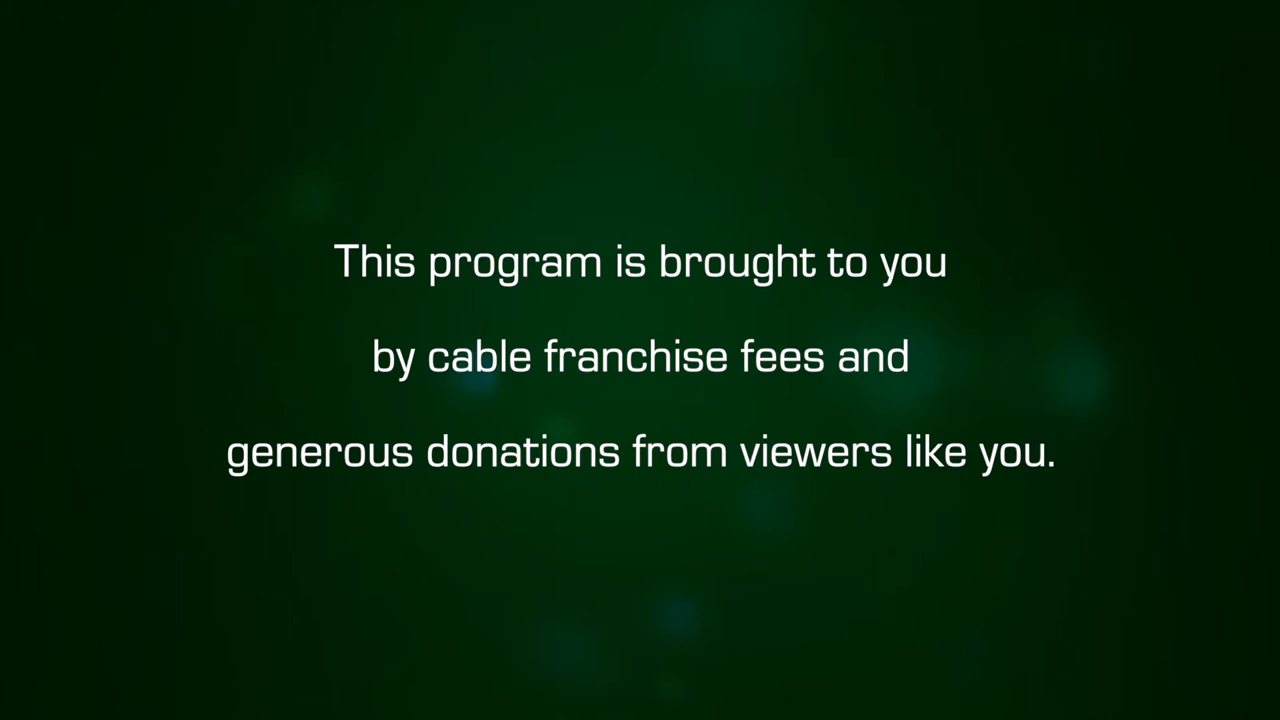 This program is brought to you
by cable franchise fees and
generous donations from viewers like you.